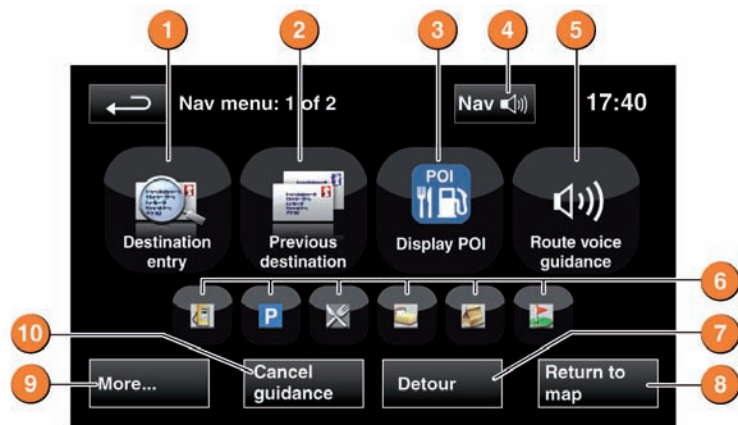 1
2
3
4
5
Nav menu: 1 of 2
Nav
17:40
POI
Destination
entry
Previous
destination
Display POI
Route voice
guidance
P
6
10
7
9
8
More...
Cancel
guidance
Detour
Return to
map